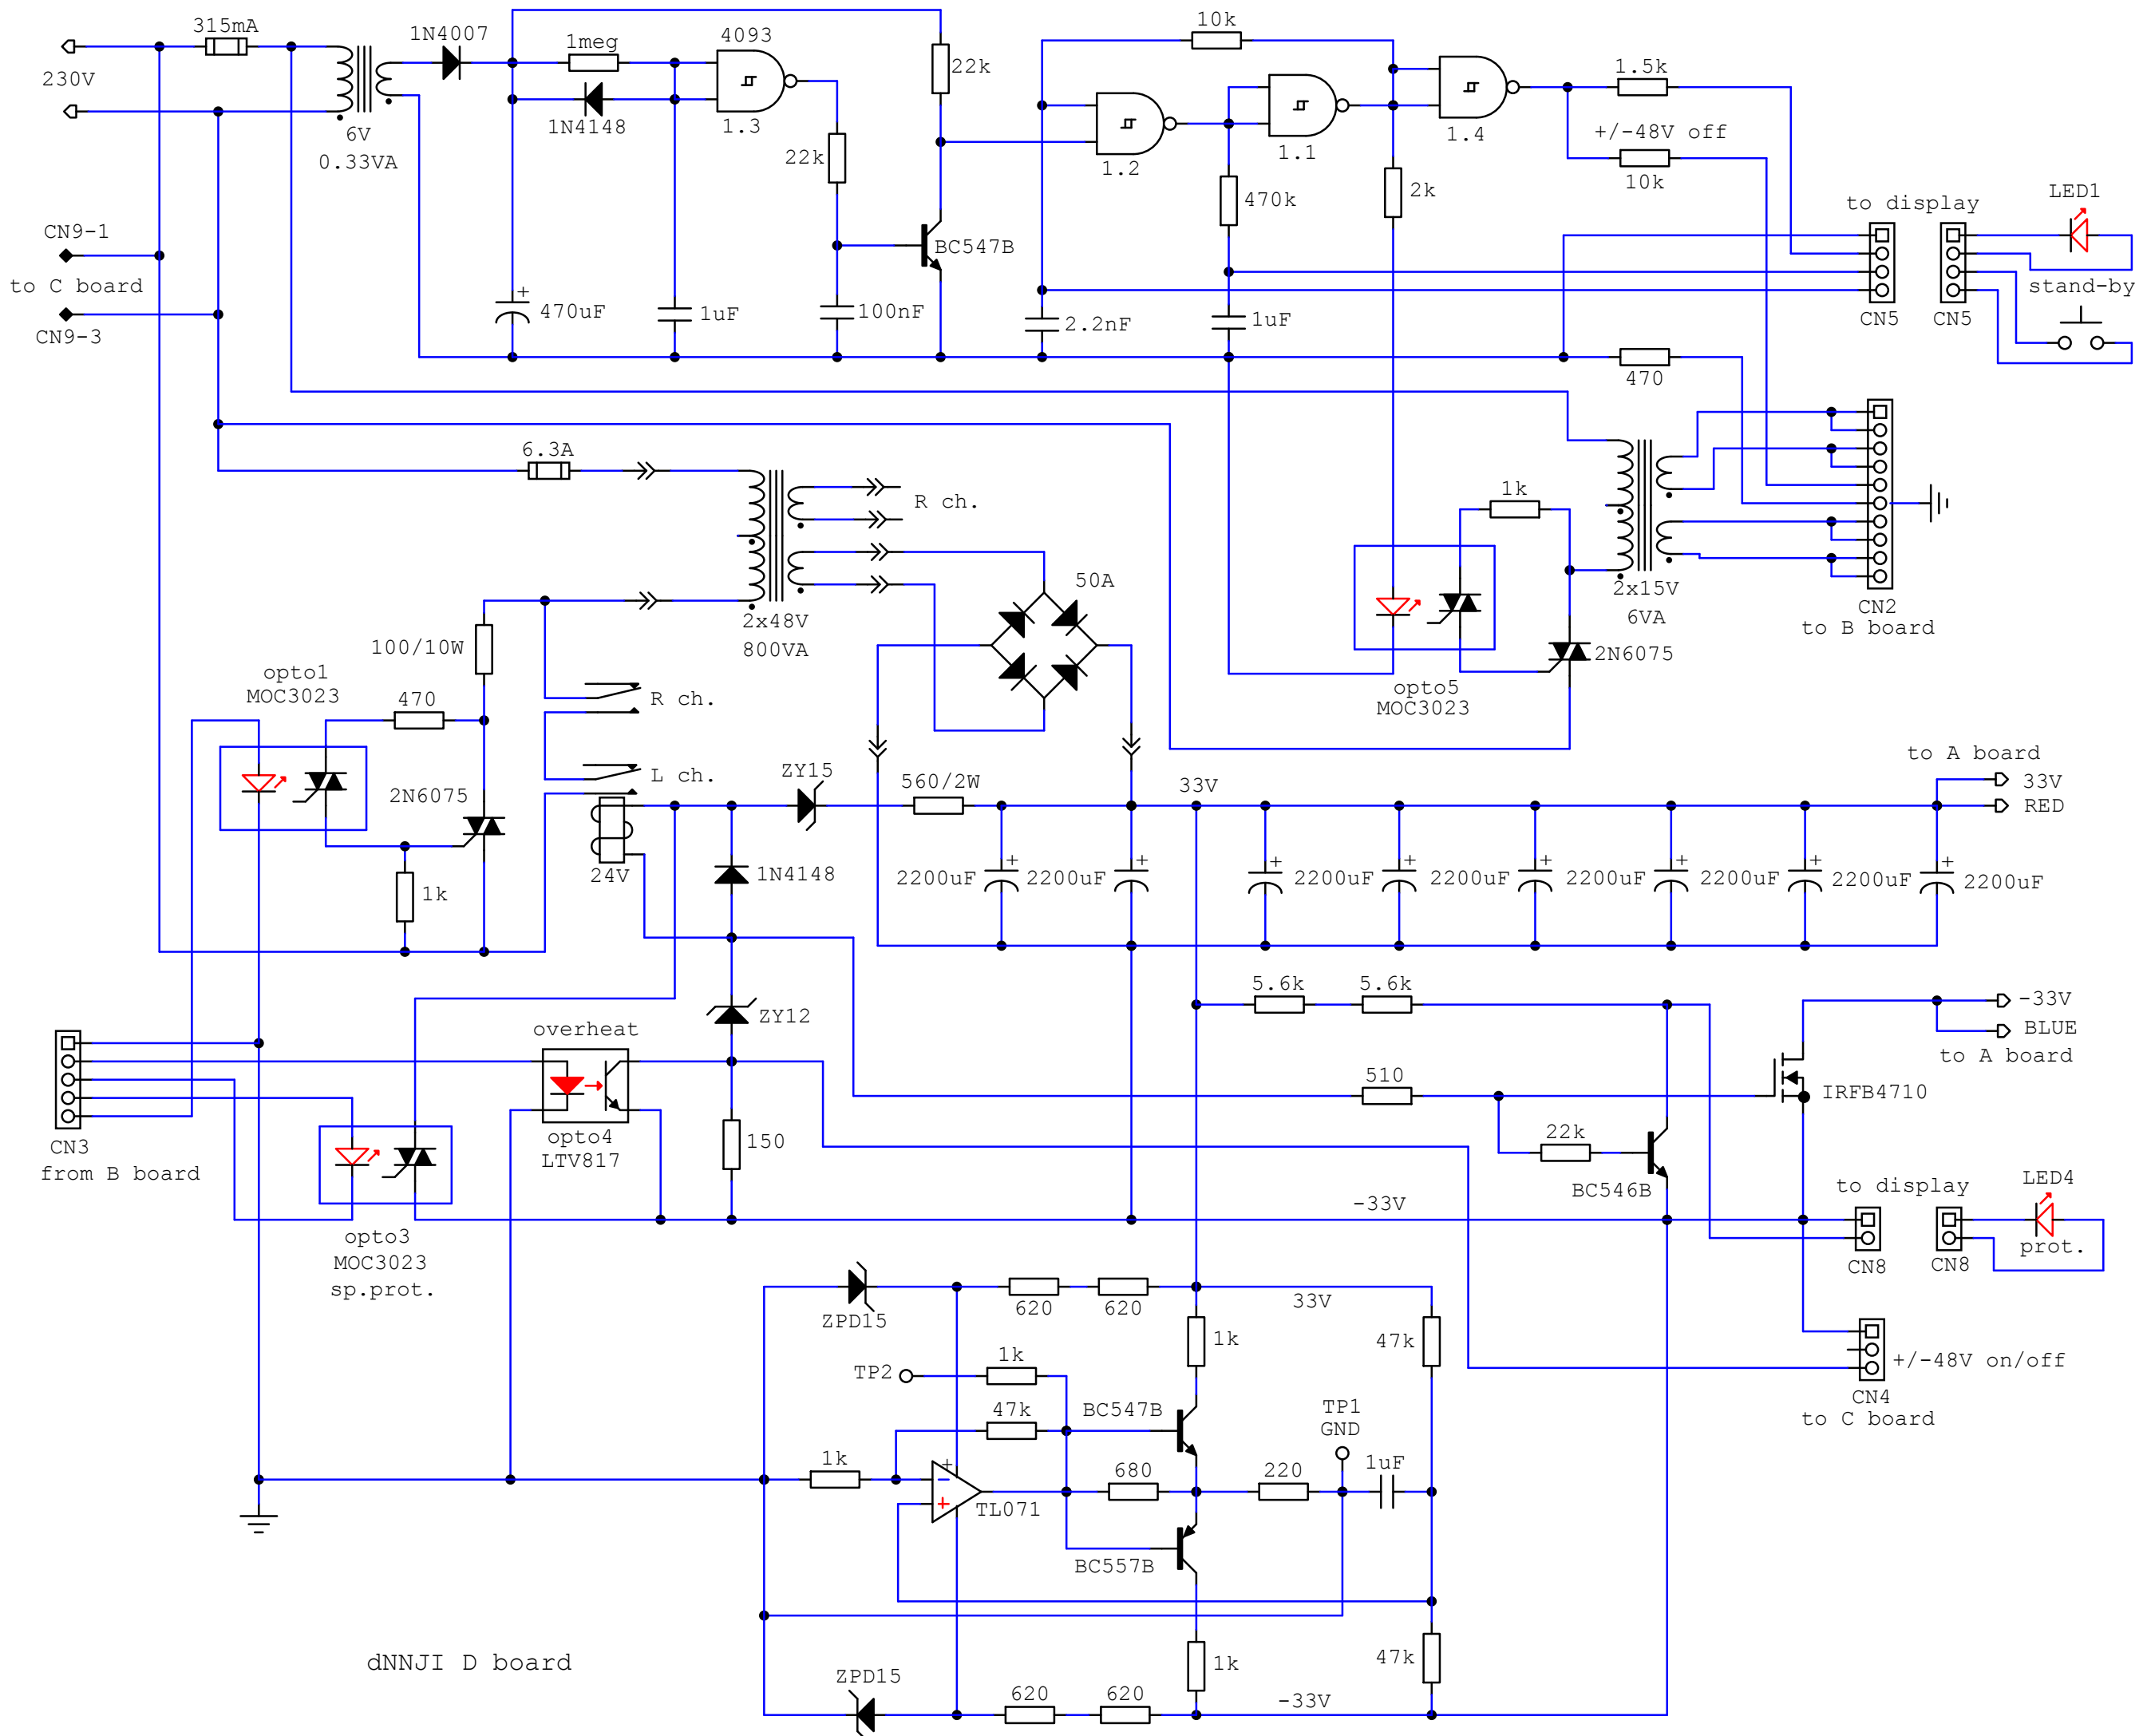 315mA
230V
6V
0.33VA
1N4007
1meg
1N4148
4093
1.3
22k
22k
470uF
1uF
100nF
BC547B
10k
1.2
1.1
1.4
2.2nF
470k
1uF
2k
1.5k
+/-48V off
10k
to display
LED1
stand-by
CN5
CN5
470
CN9-1
to C board
CN9-3
6.3A
R ch.
2x48V
800VA
50A
1k
opto5
MOC3023
2N6075
2x15V
6VA
CN2
to B board
100/10W
opto1
MOC3023
470
R ch.
L ch.
2N6075
1k
24V
ZY15
560/2W
33V
to A board
33V
RED
1N4148
2200uF
2200uF
2200uF
2200uF
2200uF
2200uF
2200uF
2200uF
ZY12
overheat
opto4
LTV817
150
5.6k
5.6k
-33V
BLUE
to A board
510
IRFB4710
22k
BC546B
CN3
from B board
opto3
MOC3023
sp.prot.
-33V
to display
LED4
prot.
CN8
CN8
ZPD15
620
620
33V
1k
47k
TP2
1k
47k
BC547B
TP1
GND
+/-48V on/off
CN4
to C board
1k
TL071
680
220
1uF
BC557B
1k
47k
ZPD15
620
620
-33V
dNNJI D board